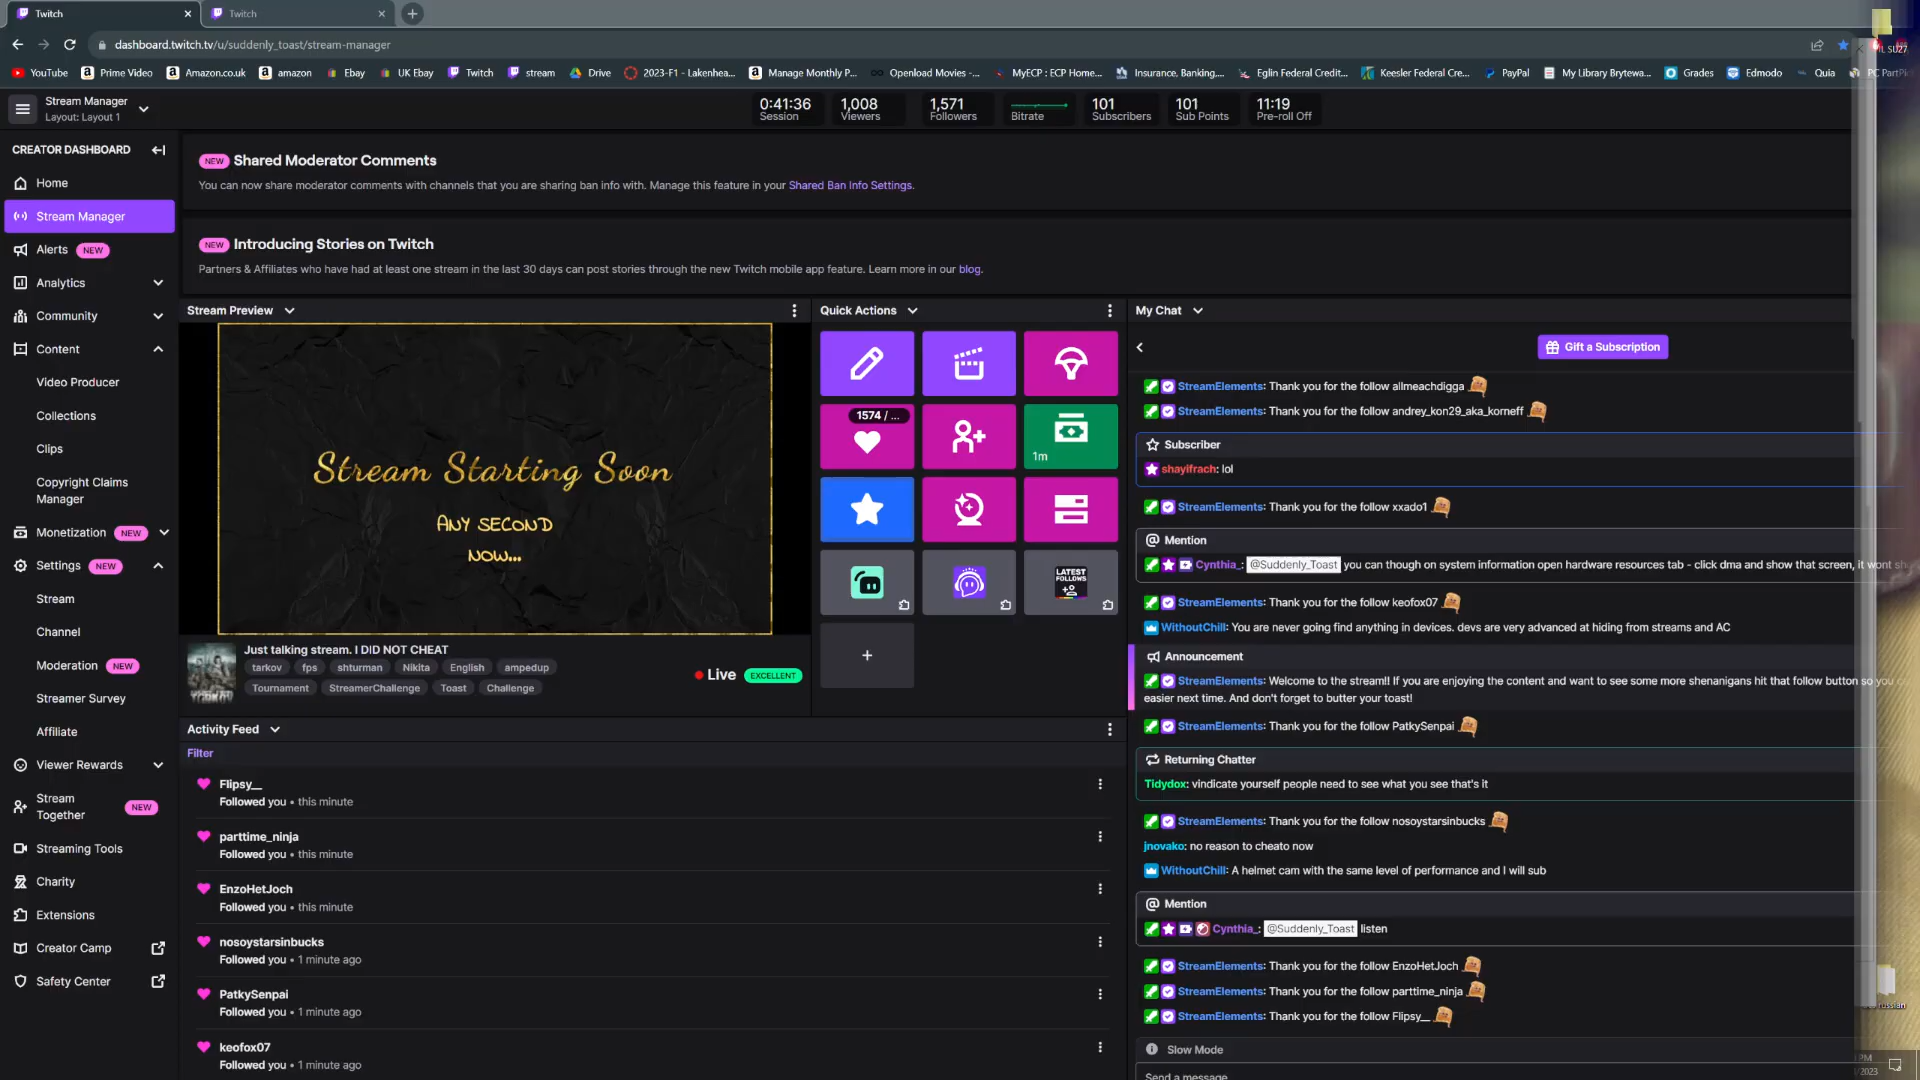 Twitch
Twitch
dashboard.twitch.tv/u/suddenly_toast/stream-manager
YouTube
Prime Video
Amazon.co.uk
amazon
Ebay
UK Ebay
Twitch
stream
Drive
2023-F1 - Lakenhea...
Manage Monthly P...
Openload Movies -...
MyECP : ECP Home...
Insurance, Banking,...
Eglin Federal Credit...
Keesler Federal Cre...
PayPal
My Library Brytewa...
Grades
Edmodo
Quia
Stream Manager
Layout: Layout 1
0:41:36
Session
1,008
Viewers
1,571
Followers
Bitrate
101
Subscribers
101
Sub Points
11:19
Pre-roll Off
CREATOR DASHBOARD
Home
Stream Manager
Alerts NEW
Analytics
Community
Content
Video Producer
Collections
Clips
Copyright Claims
Manager
Monetization NEW
Settings NEW
Stream
Channel
Moderation NEW
Streamer Survey
Affiliate
Viewer Rewards
Stream
Together NEW
Streaming Tools
Charity
Extensions
Creator Camp
Safety Center
NEW Shared Moderator Comments
You can now share moderator comments with channels that you are sharing ban info with. Manage this feature in your Shared Ban Info Settings.
NEW Introducing Stories on Twitch
Partners & Affiliates who have had at least one stream in the last 30 days can post stories through the new Twitch mobile app feature. Learn more in our blog.
Stream Preview
Stream Starting Soon
ANY SECOND
NOW...
Just talking stream. I DID NOT CHEAT
tarkov fps shturman Nikita English ampedup
Tournament StreamerChallenge Toast Challenge
Live EXCELLENT
Quick Actions
1574 / ...
1m
LATEST
FOLLOWS
Activity Feed
Filter
Flipsy__
Followed you • this minute
parttime_ninja
Followed you • this minute
EnzoHetJoch
Followed you • this minute
nosoystarsinbucks
Followed you • 1 minute ago
PatkySenpai
Followed you • 1 minute ago
keofox07
Followed you • 1 minute ago
My Chat
Gift a Subscription
StreamElements: Thank you for the follow allmeachdigga
StreamElements: Thank you for the follow andrey_kon29_aka_korneff
Subscriber
shayifrach: lol
StreamElements: Thank you for the follow xxado1
Mention
Cynthia_: @Suddenly_Toast you can though on system information open hardware resources tab - click dma and show that screen, it wont
StreamElements: Thank you for the follow keofox07
WithoutChill: You are never going find anything in devices. devs are very advanced at hiding from streams and AC
Announcement
StreamElements: Welcome to the stream!! If you are enjoying the content and want to see some more shenanigans hit that follow button so
easier next time. And don't forget to butter your toast!
StreamElements: Thank you for the follow PatkySenpai
Returning Chatter
Tidydox: vindicate yourself people need to see what you see that's it
StreamElements: Thank you for the follow nosoystarsinbucks
jnovako: no reason to cheato now
WithoutChill: A helmet cam with the same level of performance and I will sub
Mention
Cynthia_: @Suddenly_Toast listen
StreamElements: Thank you for the follow EnzoHetJoch
StreamElements: Thank you for the follow parttime_ninja
StreamElements: Thank you for the follow Flipsy__
Slow Mode
Send a message